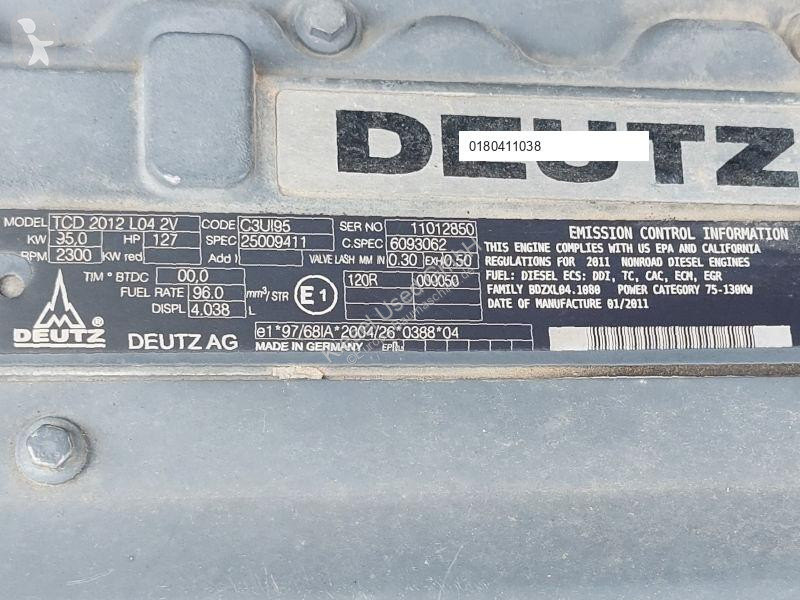 DEUTZ
0180411038
MODEL TCD 2012 L04 2V CODE C3UI95 SER NO 11012850
KW 95.0 HP 127 SPEC 25009411 C.SPEC 6093062
RPM 2300 KW red Add I VALVE LASH MM IN 0.30 EXH 0.50
TIM ° BTDC 00,0 120R 000050
FUEL RATE 96.0 mm³/STR E1
DISPL 4.038 L
DEUTZ ® DEUTZ AG e1*97/68IA*2004/26*0388*04
MADE IN GERMANY
EMISSION CONTROL INFORMATION
THIS ENGINE COMPLIES WITH US EPA AND CALIFORNIA
REGULATIONS FOR 2011 NONROAD DIESEL ENGINES
FUEL: DIESEL ECS: DDI, TC, CAC, ECM, EGR
FAMILY BDZXL04.1080 POWER CATEGORY 75-130KW
DATE OF MANUFACTURE 01/2011